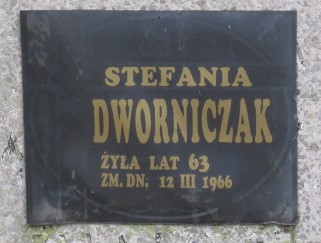 STEFANIA
DWORNICZAK
ŻYŁA LAT 63
ZM. DN. 12 III 1966